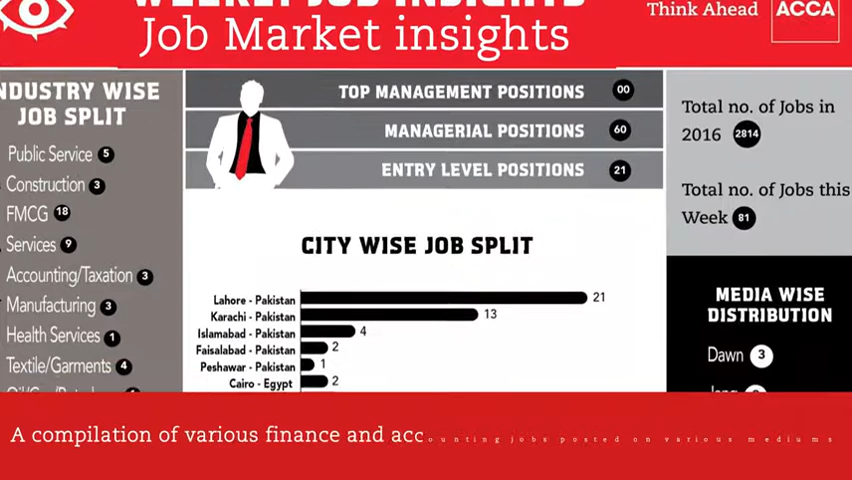 WEEKLY JOB INSIGHTS
Job Market insights
Think Ahead
ACCA
INDUSTRY WISE
JOB SPLIT
Public Service 5
Construction 3
FMCG 18
Services 9
Accounting/Taxation 3
Manufacturing 3
Health Services 1
Textile/Garments 4
TOP MANAGEMENT POSITIONS 00
MANAGERIAL POSITIONS 60
ENTRY LEVEL POSITIONS 21
CITY WISE JOB SPLIT
Lahore - Pakistan 21
Karachi - Pakistan 13
Islamabad - Pakistan 4
Faisalabad - Pakistan 2
Peshawar - Pakistan 1
Cairo - Egypt 2
Total no. of Jobs in
2016 2814
Total no. of Jobs this
Week 81
MEDIA WISE
DISTRIBUTION
Dawn 3
A compilation of various finance and accounting jobs posted on various mediums